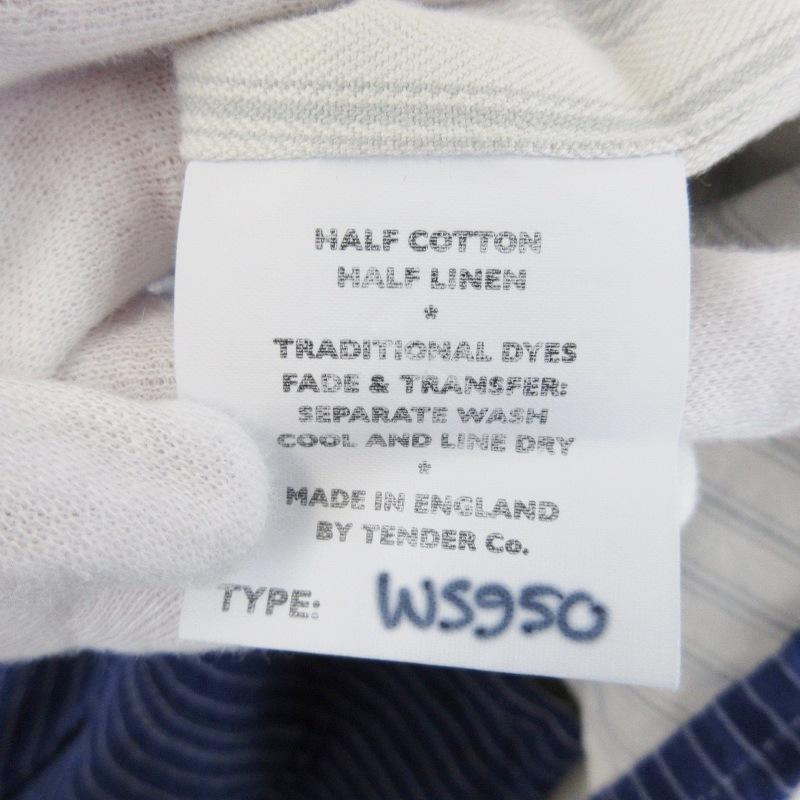 HALF COTTON
HALF LINEN
*
TRADITIONAL DYES
FADE & TRANSFER:
SEPARATE WASH
COOL AND LINE DRY
*
MADE IN ENGLAND
BY TENDER Co.
TYPE: WS950